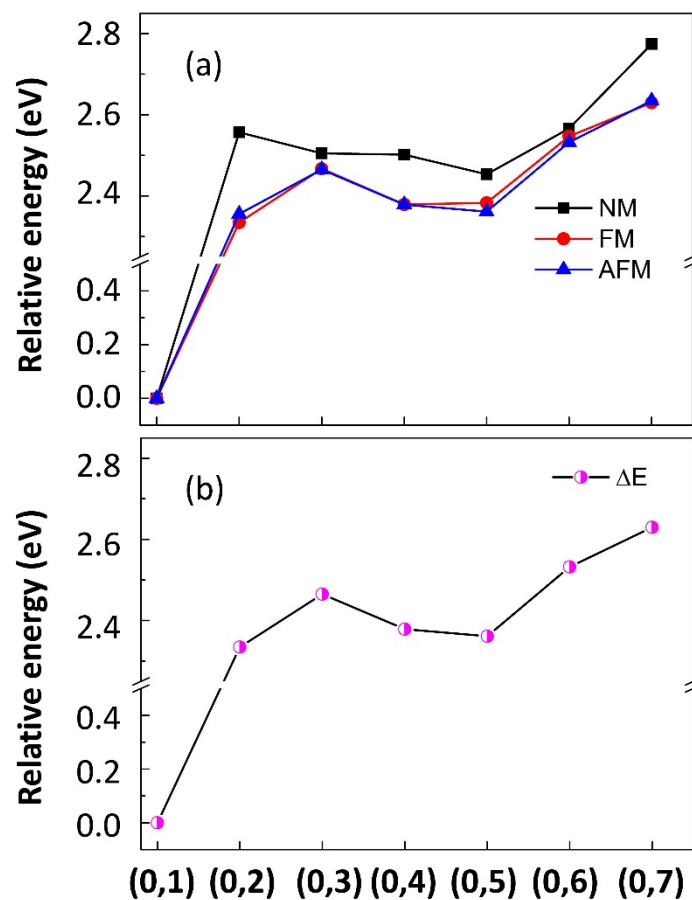 (a)
Relative energy (eV)
2.8
2.6
2.4
0.4
0.2
0.0
NM
FM
AFM
(b)
Relative energy (eV)
2.8
2.6
2.4
0.4
0.2
0.0
ΔE
(0,1) (0,2) (0,3) (0,4) (0,5) (0,6) (0,7)